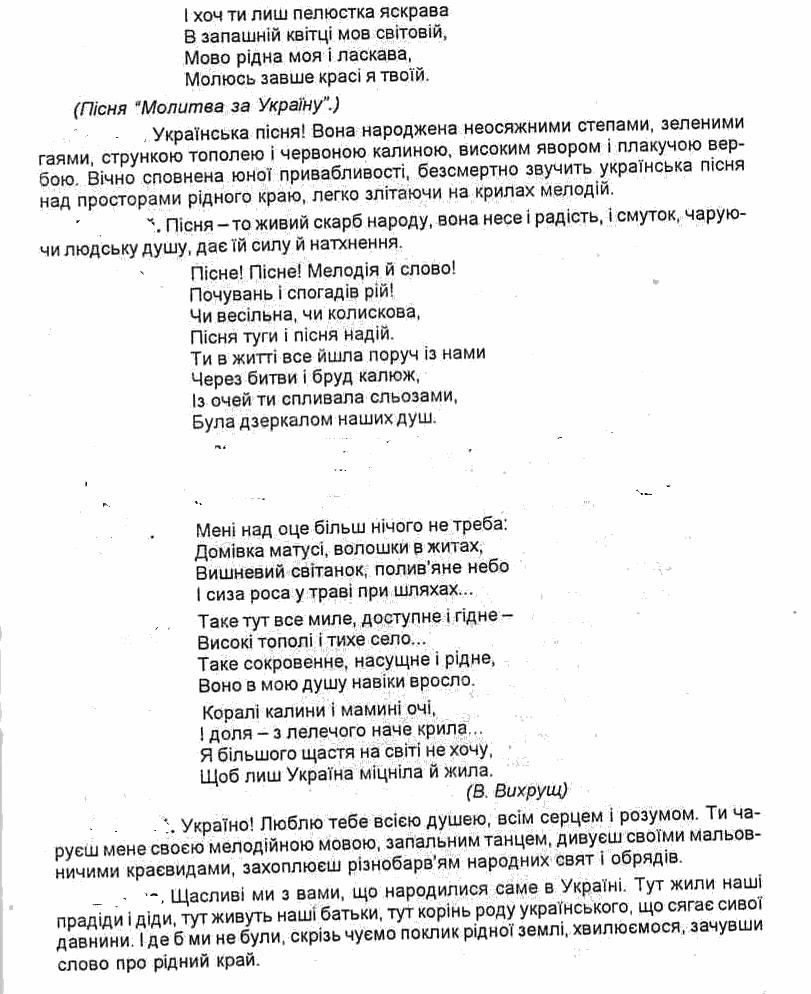 І хоч ти лиш пелюстка яскрава
В запашній квітці мов світовій,
Мово рідна моя і ласкава,
Молюсь завше красі я твоїй.
(Пісня "Молитва за Україну".)
Українська пісня! Вона народжена неосяжними степами, зеленими
гаями, стрункою тополею і червоною калиною, високим явором і плакучою вер-
бою. Вічно сповнена юної привабливості, безсмертно звучить українська пісня
над просторами рідного краю, легко злітаючи на крилах мелодій.
Пісня – то живий скарб народу, вона несе і радість, і смуток, чарую-
чи людську душу, дає їй силу й натхнення.
Пісне! Пісне! Мелодія й слово!
Почувань і спогадів рій!
Чи весільна, чи колискова,
Пісня туги і пісня надій.
Ти в житті все йшла поруч із нами
Через битви і бруд калюж,
Із очей ти спливала сльозами,
Була дзеркалом наших душ.
Мені над оце більш нічого не треба:
Домівка матусі, волошки в житах,
Вишневий світанок, полив'яне небо
І сиза роса у траві при шляхах...
Таке тут все миле, доступне і гідне –
Високі тополі і тихе село...
Таке сокровенне, насущне і рідне,
Воно в мою душу навіки вросло.
Коралі калини і мамині очі,
І доля – з лелечого наче крила...
Я більшого щастя на світі не хочу,
Щоб лиш Україна міцніла й жила.
(В. Вихрущ)
Україно! Люблю тебе всією душею, всім серцем і розумом. Ти ча-
руєш мене своєю мелодійною мовою, запальним танцем, дивуєш своїми мальов-
ничими краєвидами, захоплюєш різнобарв'ям народних свят і обрядів.
Щасливі ми з вами, що народилися саме в Україні. Тут жили наші
прадіди і діди, тут живуть наші батьки, тут корінь роду українського, що сягає сивої
давнини. І де б ми не були, скрізь чуємо поклик рідної землі, хвилюємося, зачувши
слово про рідний край.